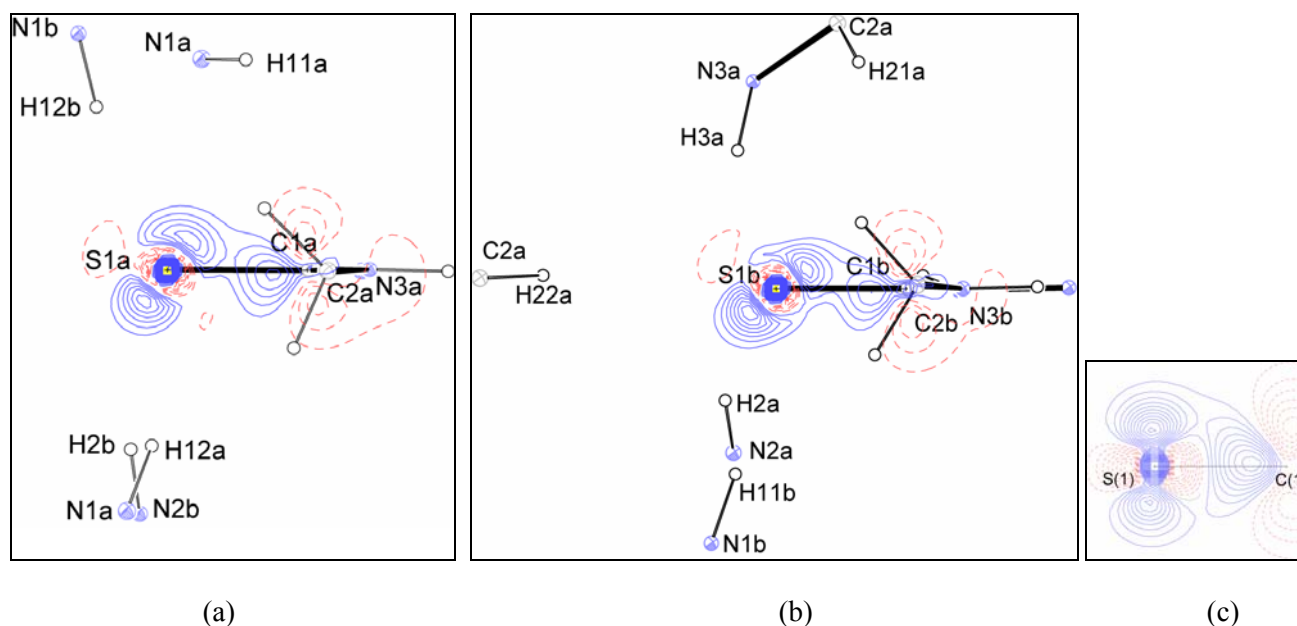 N1b
N1a
H11a
H12b
S1a
C1a
C2a
N3a
H2b
H12a
N1a
N2b
C2a
N3a
H21a
H3a
C2a
H22a
S1b
C1b
C2b
N3b
H2a
N2a
H11b
N1b
S(1)
C(1
(a)
(b)
(c)